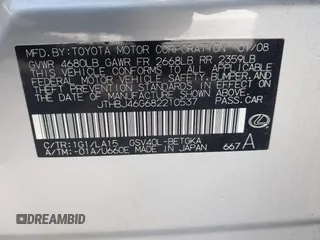 MFD. BY: TOYOTA MOTOR CORPORATION 01/08
GVWR 4680LB GAWR FR 2668LB RR 2359LB
THIS VEHICLE CONFORMS TO ALL APPLICABLE
FEDERAL MOTOR VEHICLE SAFETY, BUMPER, AND
THEFT PREVENTION STANDARDS IN EFFECT ON
THE DATE OF MANUFACTURE SHOWN ABOVE.
JTHBJ46G682210537 PASS. CAR
C/TR: 1G1/LA15 GSV40L-BETGKA
A/TM: -01A/U660E MADE IN JAPAN 667A
DREAMBID